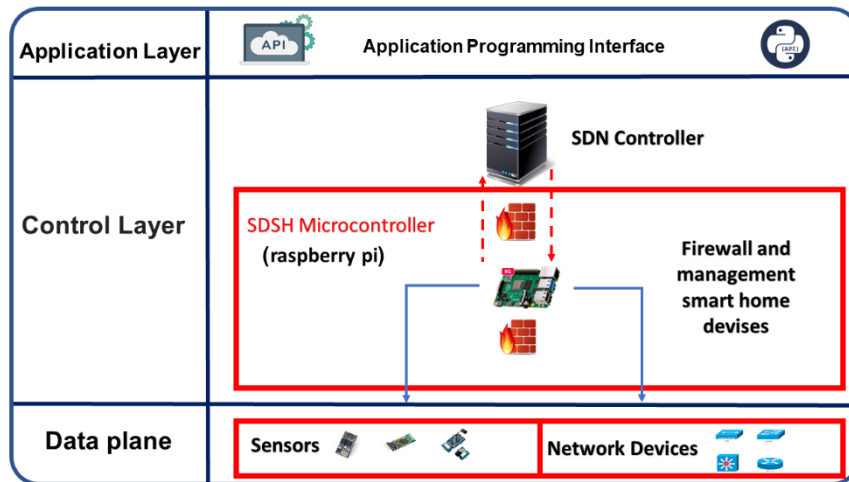 Application Layer
API
Application Programming Interface
{API}
SDN Controller
Control Layer
SDSH Microcontroller
(raspberry pi)
Firewall and
management
smart home
devises
Data plane
Sensors
Network Devices